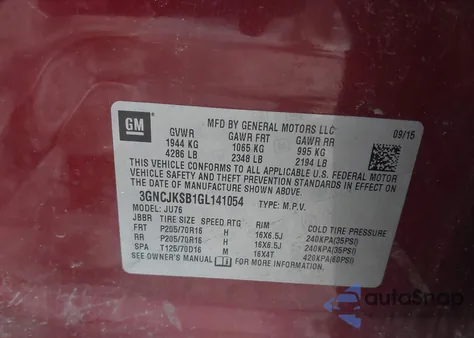 GM
MFD BY GENERAL MOTORS LLC
09/15
GVWR GAWR FRT GAWR RR
1944 KG 1065 KG 995 KG
4286 LB 2348 LB 2194 LB
THIS VEHICLE CONFORMS TO ALL APPLICABLE U.S. FEDERAL MOTOR
VEHICLE SAFETY AND THEFT PREVENTION STANDARDS IN EFFECT ON
THE DATE OF MANUFACTURE SHOWN ABOVE.
3GNCJKSB1GL141054 TYPE: M.P.V.
MODEL: JU76
JBBR TIRE SIZE SPEED RTG RIM COLD TIRE PRESSURE
FRT P205/70R16 H 16X6.5J 240KPA(35PSI)
RR P205/70R16 H 16X6.5J 240KPA(35PSI)
SPA T125/70D16 M 16X4T 420KPA(60PSI)
SEE OWNER'S MANUAL FOR MORE INFORMATION.
autoSnap